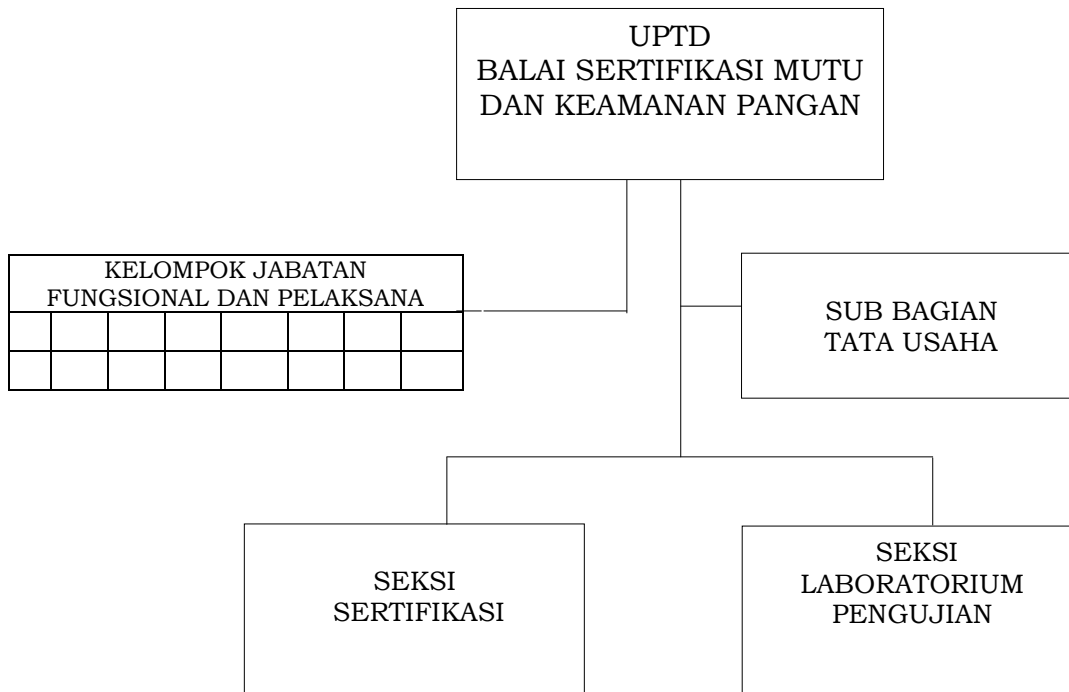 UPTD
BALAI SERTIFIKASI MUTU
DAN KEAMANAN PANGAN
KELOMPOK JABATAN
FUNGSIONAL DAN PELAKSANA
SUB BAGIAN
TATA USAHA
SEKSI
SERTIFIKASI
SEKSI
LABORATORIUM
PENGUJIAN